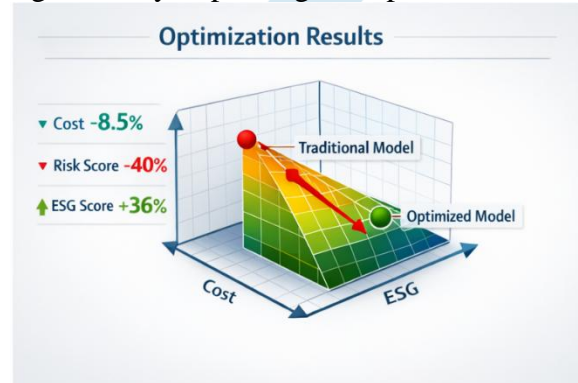 Optimization Results
▼ Cost -8.5%
▼ Risk Score -40%
⬆ ESG Score +36%
Traditional Model
Optimized Model
Cost
ESG